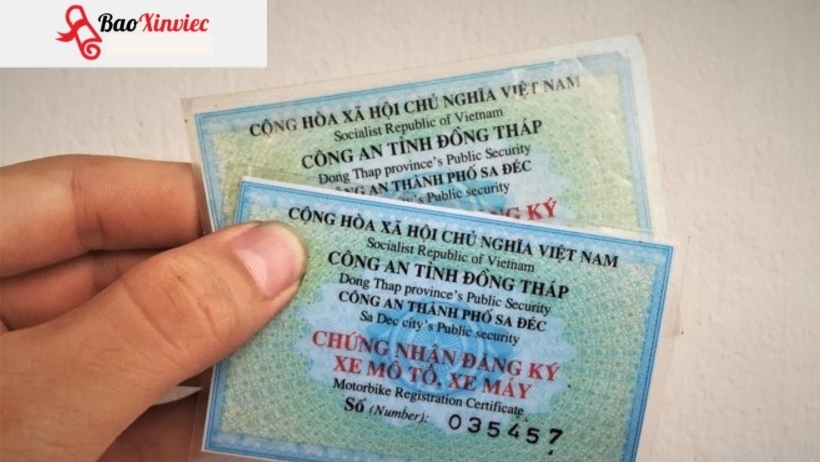 BaoXinviec
CỘNG HÒA XÃ HỘI CHỦ NGHĨA VIỆT NAM
Socialist Republic of Vietnam
CÔNG AN TỈNH ĐỒNG THÁP
Dong Thap province's Public Security
CÔNG AN THÀNH PHỐ SA ĐÉC
city's Public security
ĐĂNG KÝ
CỘNG HÒA XÃ HỘI CHỦ NGHĨA VIỆT NAM
Socialist Republic of Vietnam
CÔNG AN TỈNH ĐỒNG THÁP
Dong Thap province's Public Security
CÔNG AN THÀNH PHỐ SA ĐÉC
Sa Dec city's Public security
CHỨNG NHẬN ĐĂNG KÝ
XE MÔ TÔ, XE MÁY
Motorbike Registration Certificate
Số (Number): 035457